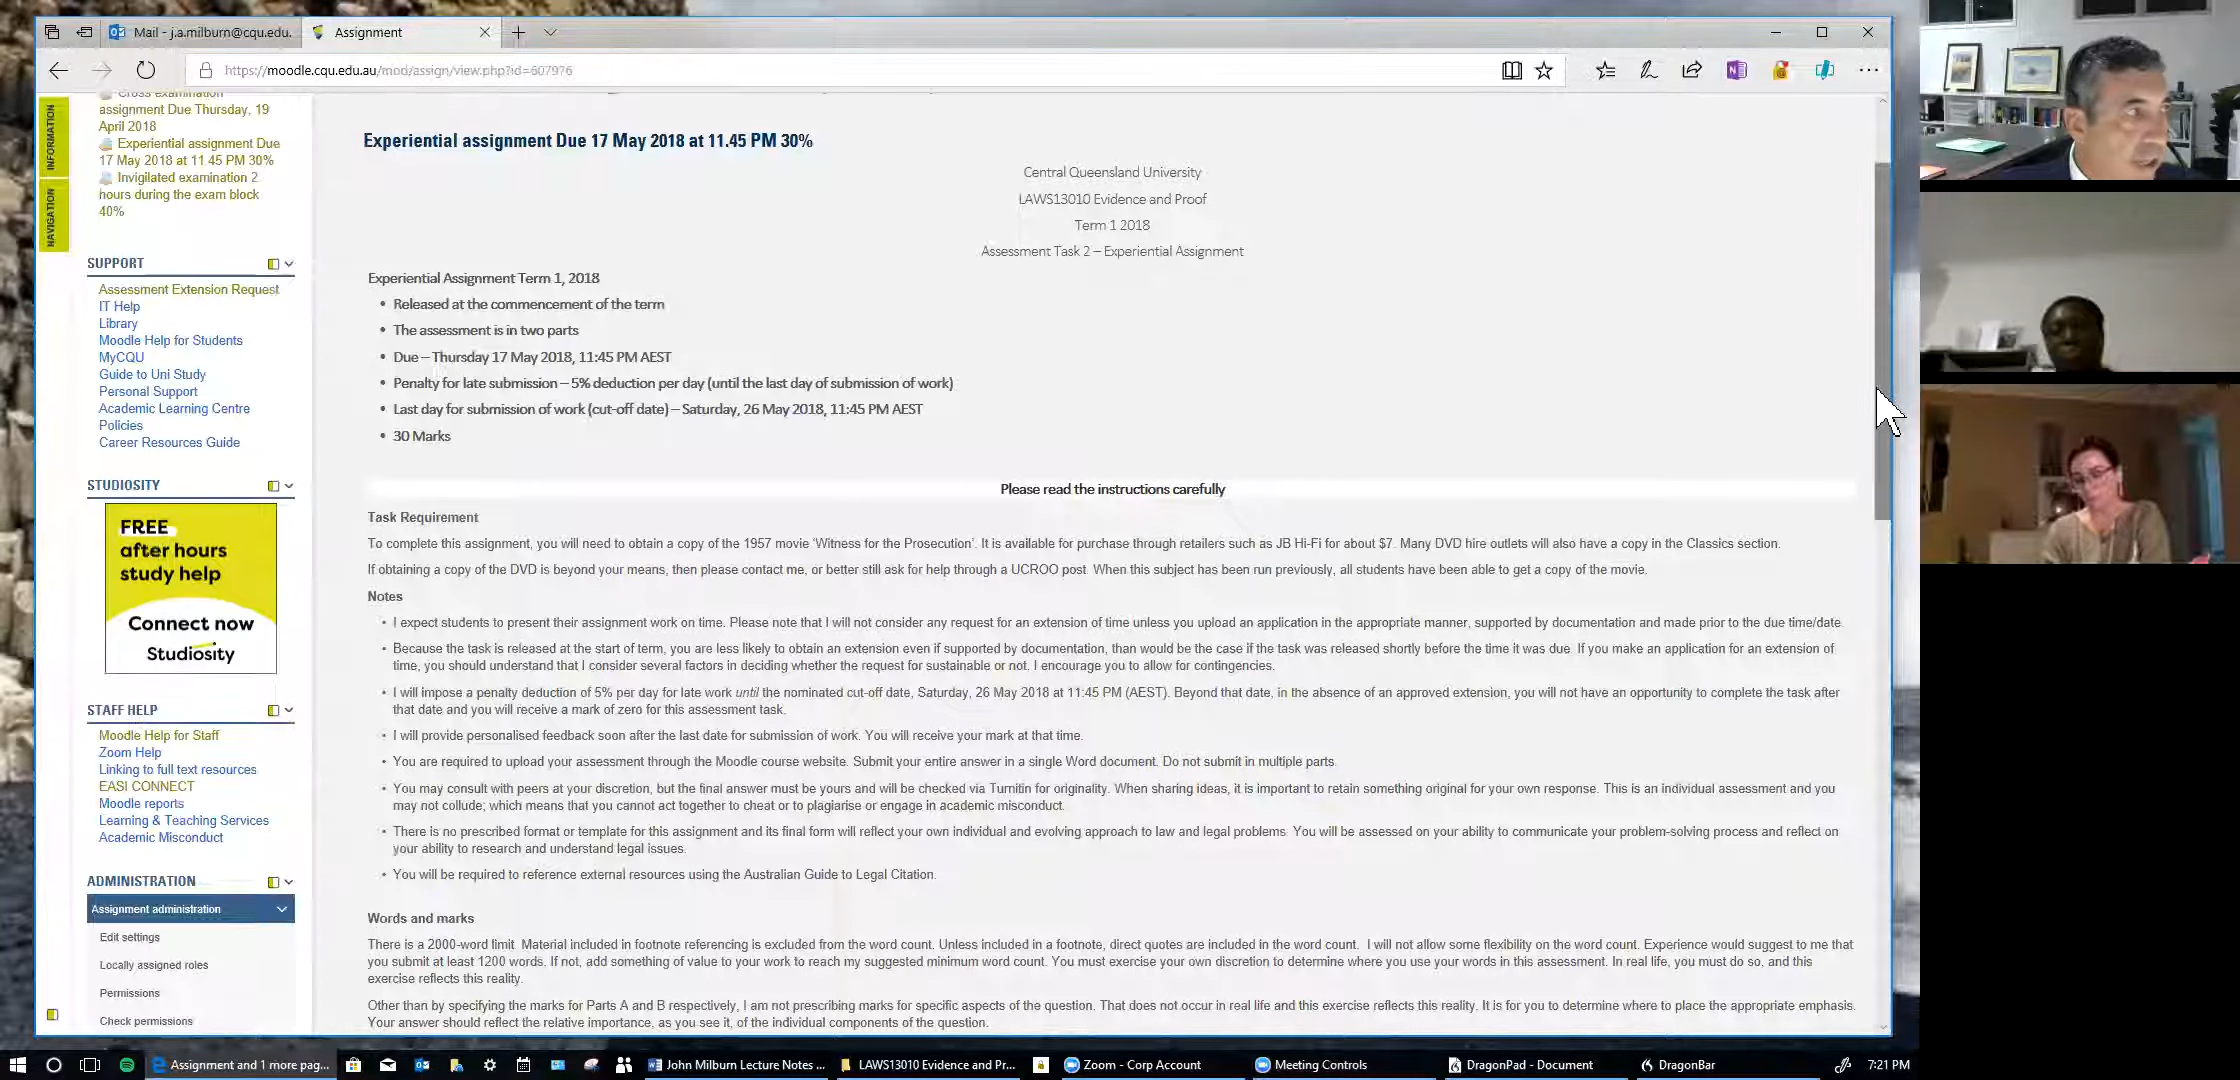 Mail - j.a.milburn@cqu.edu.
Assignment
https://moodle.cqu.edu.au/mod/assign/view.php?id=607976
INFORMATION
NAVIGATION
Cross examination
assignment Due Thursday, 19
April 2018
Experiential assignment Due
17 May 2018 at 11.45 PM 30%
Invigilated examination 2
hours during the exam block
40%
SUPPORT
Assessment Extension Request
IT Help
Library
Moodle Help for Students
MyCQU
Guide to Uni Study
Personal Support
Academic Learning Centre
Policies
Career Resources Guide
STUDIOSITY
FREE
after hours
study help
Connect now
Studiosity
STAFF HELP
Moodle Help for Staff
Zoom Help
Linking to full text resources
EASI CONNECT
Moodle reports
Learning & Teaching Services
Academic Misconduct
ADMINISTRATION
Assignment administration
Edit settings
Locally assigned roles
Permissions
Check permissions
Experiential assignment Due 17 May 2018 at 11.45 PM 30%
Central Queensland University
LAWS13010 Evidence and Proof
Term 1 2018
Assessment Task 2 – Experiential Assignment
Experiential Assignment Term 1, 2018
• Released at the commencement of the term
• The assessment is in two parts
• Due – Thursday 17 May 2018, 11:45 PM AEST
• Penalty for late submission – 5% deduction per day (until the last day of submission of work)
• Last day for submission of work (cut-off date) – Saturday, 26 May 2018, 11:45 PM AEST
• 30 Marks
Please read the instructions carefully
Task Requirement
To complete this assignment, you will need to obtain a copy of the 1957 movie 'Witness for the Prosecution'. It is available for purchase through retailers such as JB Hi-Fi for about $7. Many DVD hire outlets will also have a copy in the Classics section.
If obtaining a copy of the DVD is beyond your means, then please contact me, or better still ask for help through a UCROO post. When this subject has been run previously, all students have been able to get a copy of the movie.
Notes
• I expect students to present their assignment work on time. Please note that I will not consider any request for an extension of time unless you upload an application in the appropriate manner, supported by documentation and made prior to the due time/date.
• Because the task is released at the start of term, you are less likely to obtain an extension even if supported by documentation, than would be the case if the task was released shortly before the time it was due. If you make an application for an extension of
time, you should understand that I consider several factors in deciding whether the request for sustainable or not. I encourage you to allow for contingencies.
• I will impose a penalty deduction of 5% per day for late work until the nominated cut-off date, Saturday, 26 May 2018 at 11:45 PM (AEST). Beyond that date, in the absence of an approved extension, you will not have an opportunity to complete the task after
that date and you will receive a mark of zero for this assessment task.
• I will provide personalised feedback soon after the last date for submission of work. You will receive your mark at that time.
• You are required to upload your assessment through the Moodle course website. Submit your entire answer in a single Word document. Do not submit in multiple parts.
• You may consult with peers at your discretion, but the final answer must be yours and will be checked via Turnitin for originality. When sharing ideas, it is important to retain something original for your own response. This is an individual assessment and you
may not collude; which means that you cannot act together to cheat or to plagiarise or engage in academic misconduct.
• There is no prescribed format or template for this assignment and its final form will reflect your own individual and evolving approach to law and legal problems. You will be assessed on your ability to communicate your problem-solving process and reflect on
your ability to research and understand legal issues.
• You will be required to reference external resources using the Australian Guide to Legal Citation.
Words and marks
There is a 2000-word limit. Material included in footnote referencing is excluded from the word count. Unless included in a footnote, direct quotes are included in the word count. I will not allow some flexibility on the word count. Experience would suggest to me that
you submit at least 1200 words. If not, add something of value to your work to reach my suggested minimum word count. You must exercise your own discretion to determine where you use your words in this assessment. In real life, you must do so, and this
exercise reflects this reality.
Other than by specifying the marks for Parts A and B respectively, I am not prescribing marks for specific aspects of the question. That does not occur in real life and this exercise reflects this reality. It is for you to determine where to place the appropriate emphasis.
Your answer should reflect the relative importance, as you see it, of the individual components of the question.
Assignment and 1 more pag...
John Milburn Lecture Notes ...
LAWS13010 Evidence and Pr...
Zoom - Corp Account
Meeting Controls
DragonPad - Document
DragonBar
7:21 PM